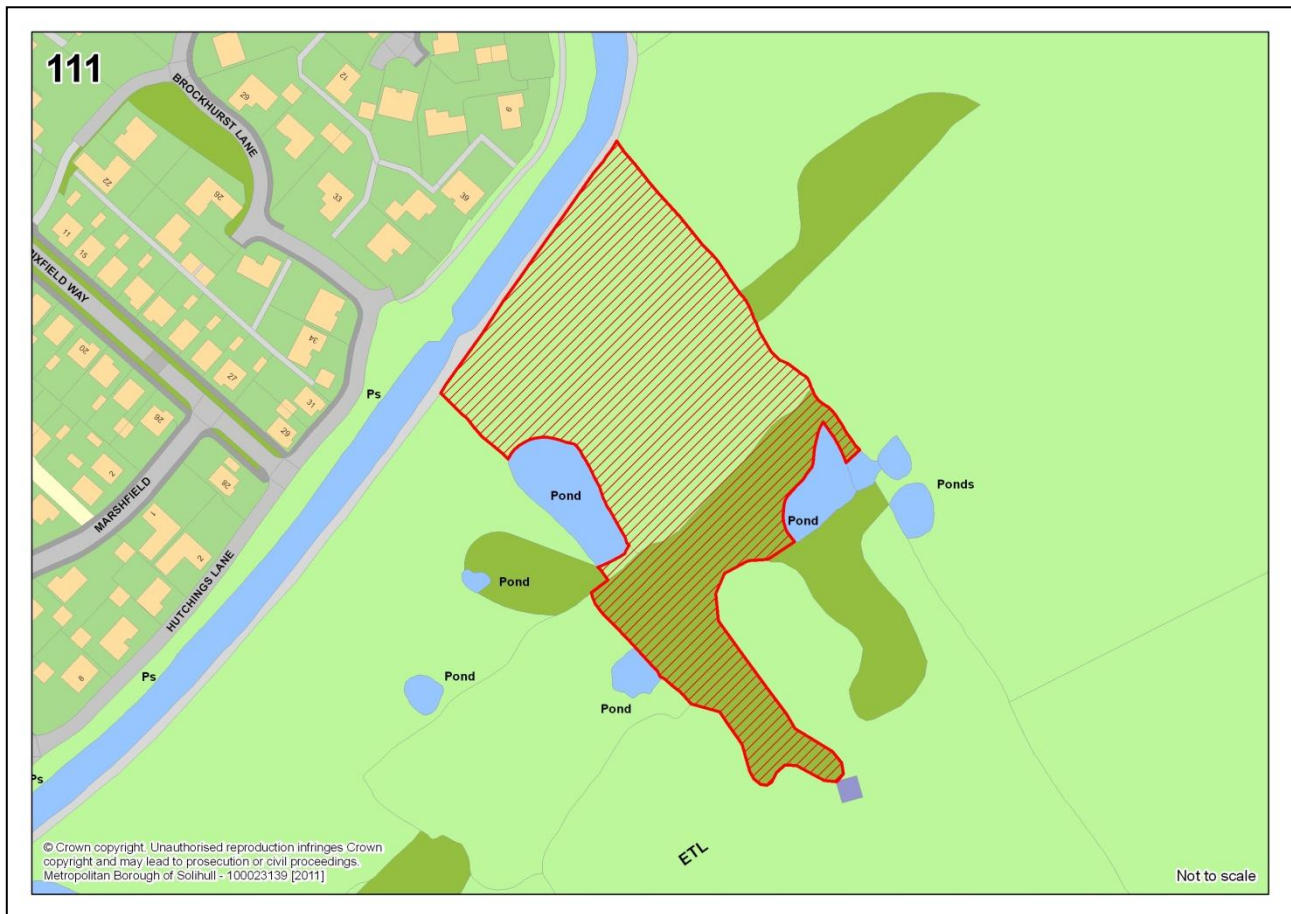 111
BROCKHURST LANE
29
12
9
22
26
33
39
11
15
IXFIELD WAY
34
20
27
31
29
26
28
2
MARSHFIELD
1
2
HUTCHINGS LANE
6
Ps
Ps
Ps
Pond
Pond
Ponds
Pond
Pond
Pond
ETL
© Crown copyright. Unauthorised reproduction infringes Crown
copyright and may lead to prosecution or civil proceedings.
Metropolitan Borough of Solihull - 100023139 [2011]
Not to scale